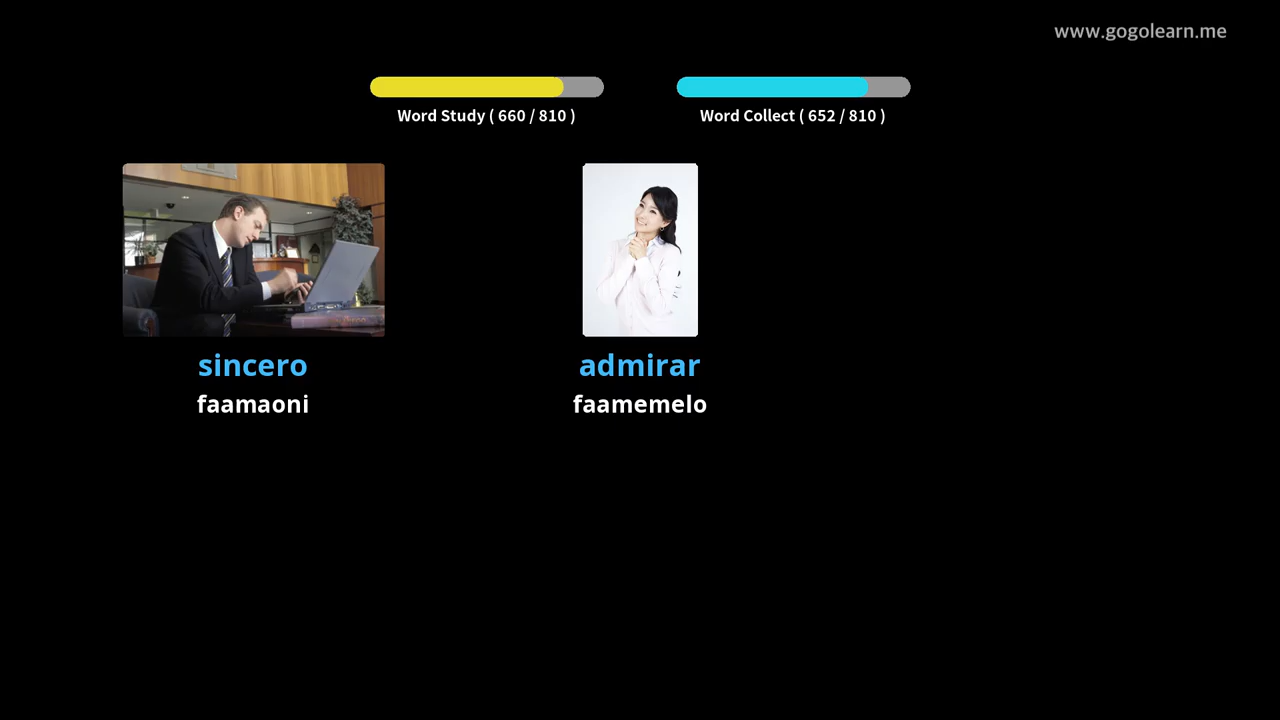 www.gogolearn.me
Word Study ( 660 / 810 )
Word Collect ( 652 / 810 )
sincero
faamaoni
admirar
faamemelo